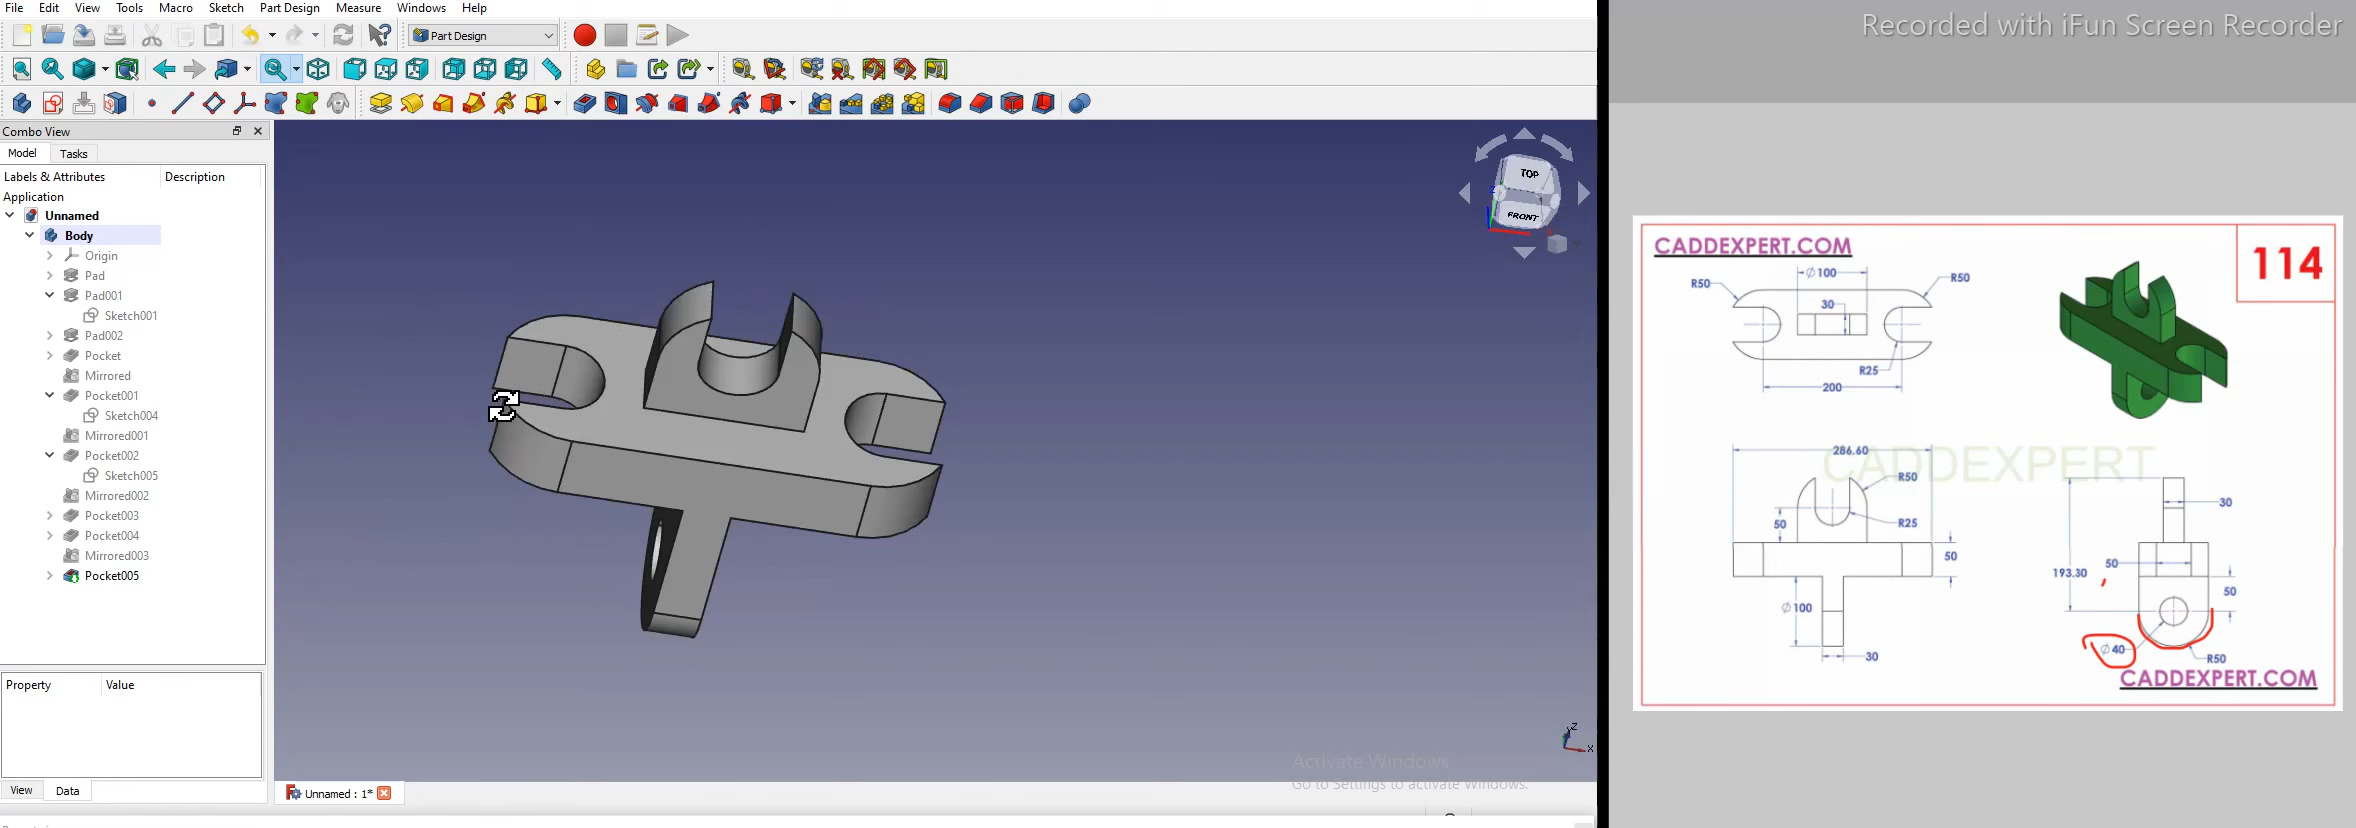 File Edit View Tools Macro Sketch Part Design Measure Windows Help
Part Design
Recorded with iFun Screen Recorder
Combo View
Model Tasks
Labels & Attributes Description
Application
Unnamed
Body
Origin
Pad
Pad001
Sketch001
Pad002
Pocket
Mirrored
Pocket001
Sketch004
Mirrored001
Pocket002
Sketch005
Mirrored002
Pocket003
Pocket004
Mirrored003
Pocket005
Property Value
View Data
TOP
FRONT
Z
Z
X
Activate Windows
Go to Settings to activate Windows.
Unnamed : 1*
CADDEXPERT.COM
114
R50
∅100
R50
30
R25
200
CADDEXPERT
286.60
R50
50
R25
50
∅100
30
30
50
193.30
50
∅40
R50
CADDEXPERT.COM